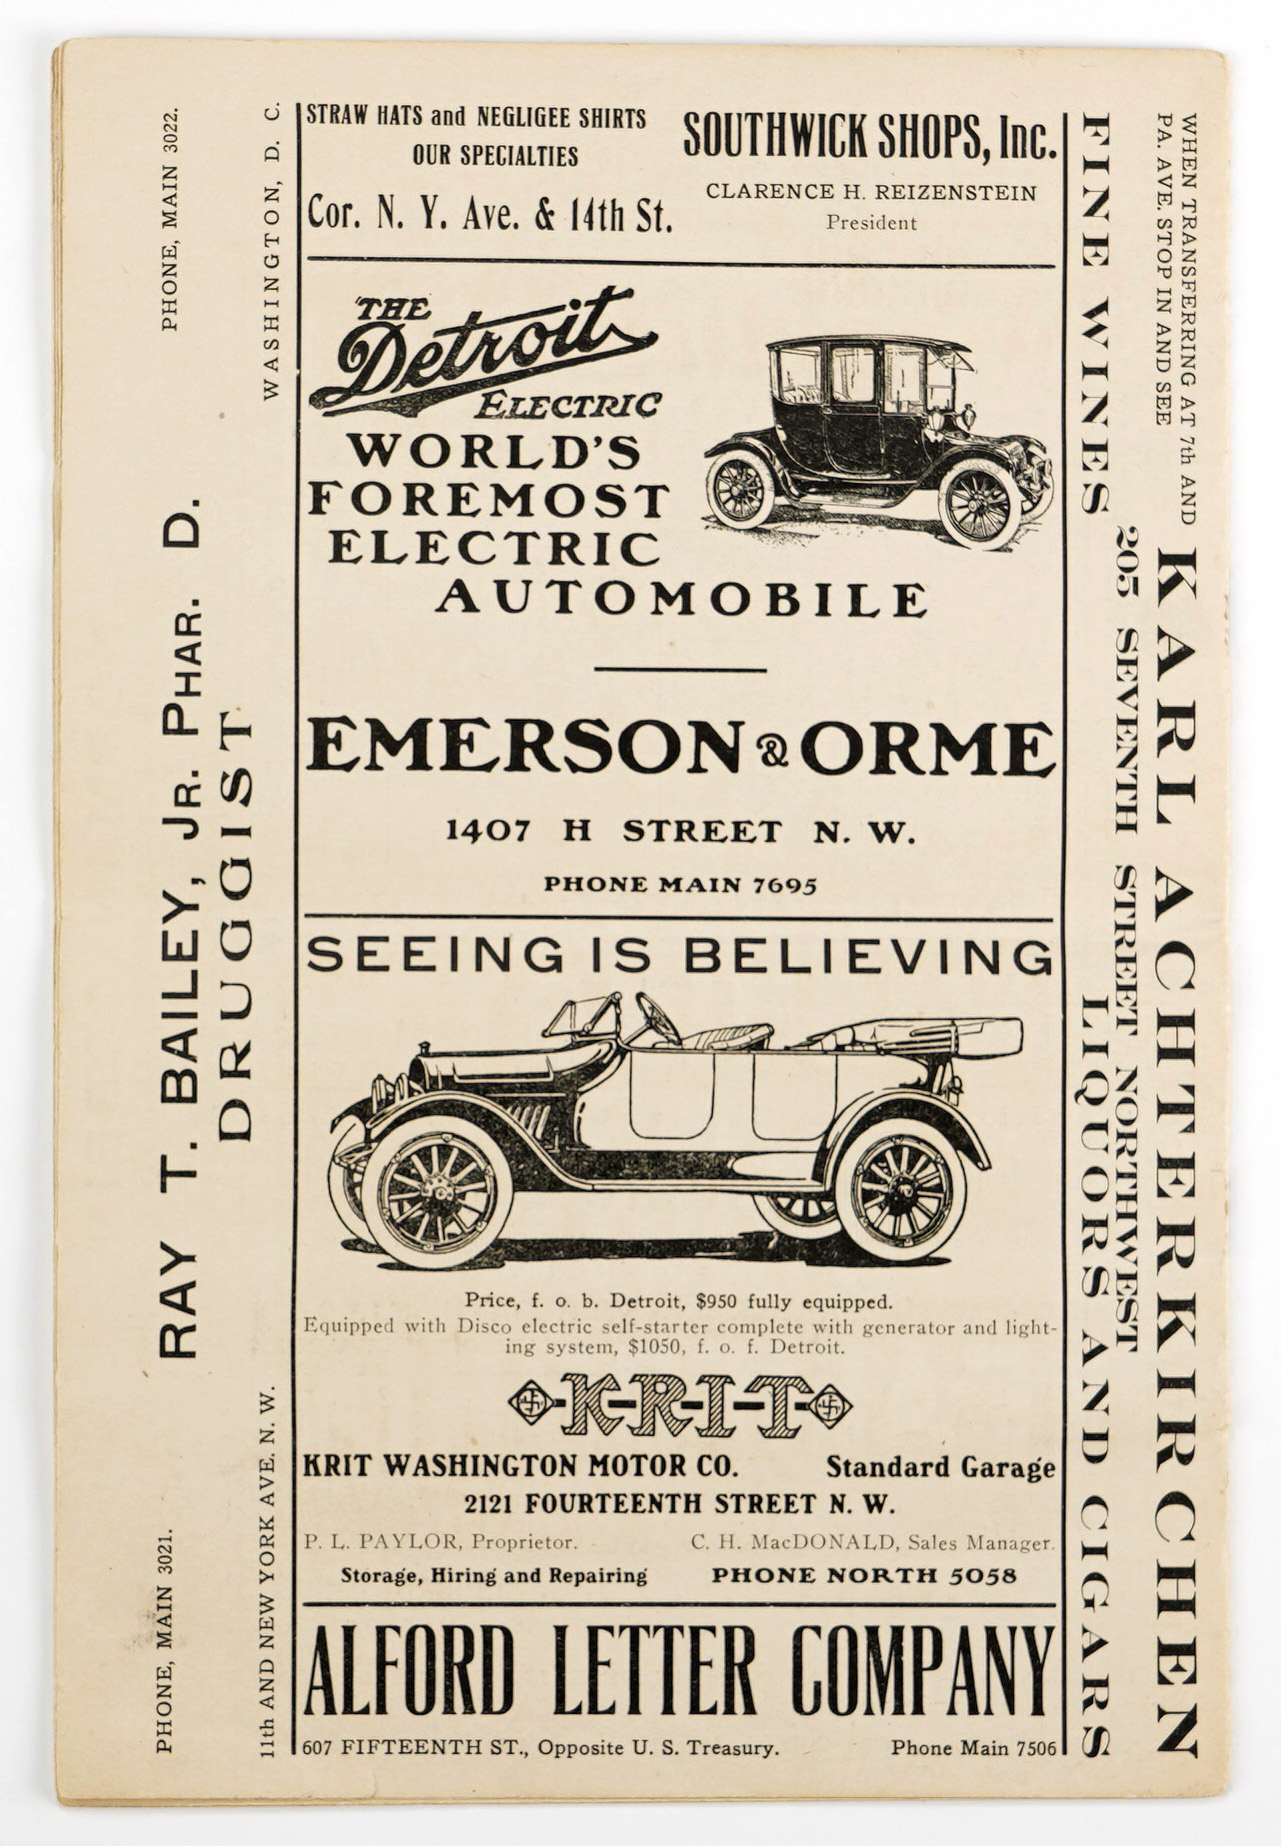 PHONE, MAIN 3021.
PHONE, MAIN 3022.
RAY T. BAILEY, JR. PHAR. D.
DRUGGIST
11th AND NEW YORK AVE. N. W.
WASHINGTON, D. C.
STRAW HATS and NEGLIGEE SHIRTS
OUR SPECIALTIES
Cor. N. Y. Ave. & 14th St.
SOUTHWICK SHOPS, Inc.
CLARENCE H. REIZENSTEIN
President
THE
Detroit
ELECTRIC
WORLD'S
FOREMOST
ELECTRIC
AUTOMOBILE
EMERSON & ORME
1407 H STREET N. W.
PHONE MAIN 7695
SEEING IS BELIEVING
Price, f. o. b. Detroit, $950 fully equipped.
Equipped with Disco electric self-starter complete with generator and light-
ing system, $1050, f. o. f. Detroit.
K-R-I-T
KRIT WASHINGTON MOTOR CO. Standard Garage
2121 FOURTEENTH STREET N. W.
P. L. PAYLOR, Proprietor. C. H. MacDONALD, Sales Manager.
Storage, Hiring and Repairing PHONE NORTH 5058
ALFORD LETTER COMPANY
607 FIFTEENTH ST., Opposite U. S. Treasury. Phone Main 7506
WHEN TRANSFERRING AT 7th AND
PA. AVE. STOP IN AND SEE
KARL ACHTERKIRCHEN
205 SEVENTH STREET NORTHWEST
FINE WINES LIQUORS AND CIGARS